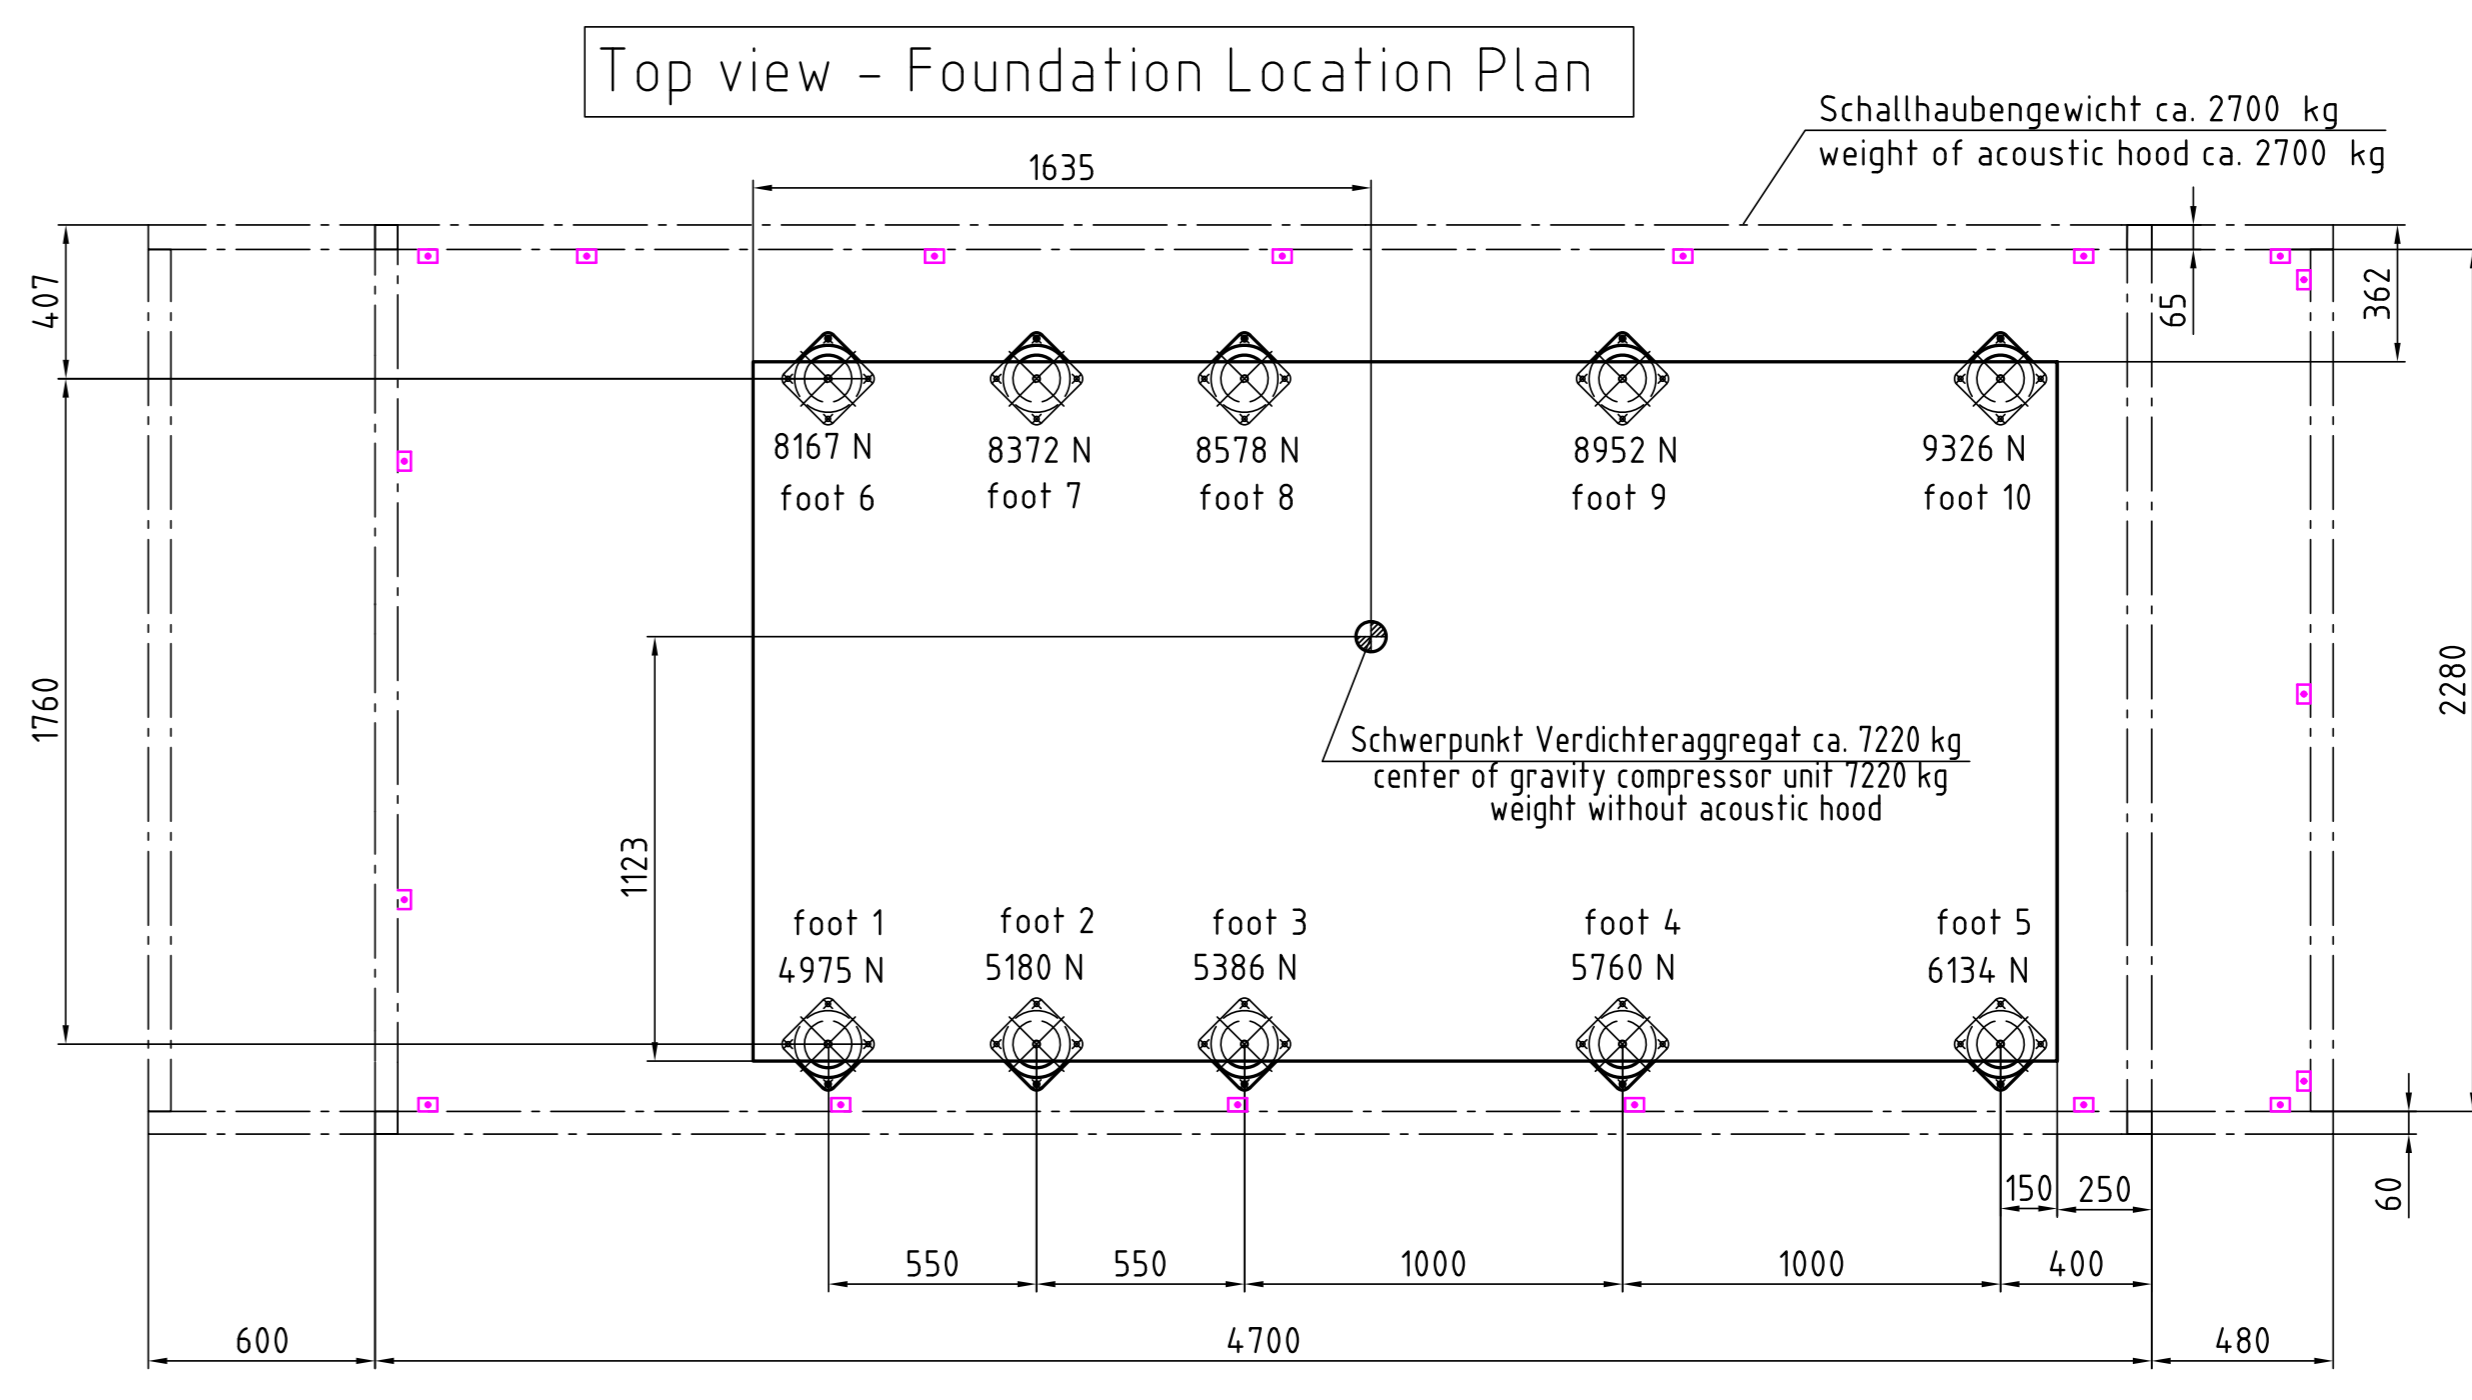 Top view - Foundation Location Plan
Schallhaubengewicht ca. 2700 kg
weight of acoustic hood ca. 2700 kg
1635
407
65
362
8167 N
8372 N
8578 N
8952 N
9326 N
foot 6
foot 7
foot 8
foot 9
foot 10
1760
2280
Schwerpunkt Verdichteraggregat ca. 7220 kg
center of gravity compressor unit 7220 kg
weight without acoustic hood
1123
foot 1
foot 2
foot 3
foot 4
foot 5
4975 N
5180 N
5386 N
5760 N
6134 N
150
250
60
550
550
1000
1000
400
600
4700
480